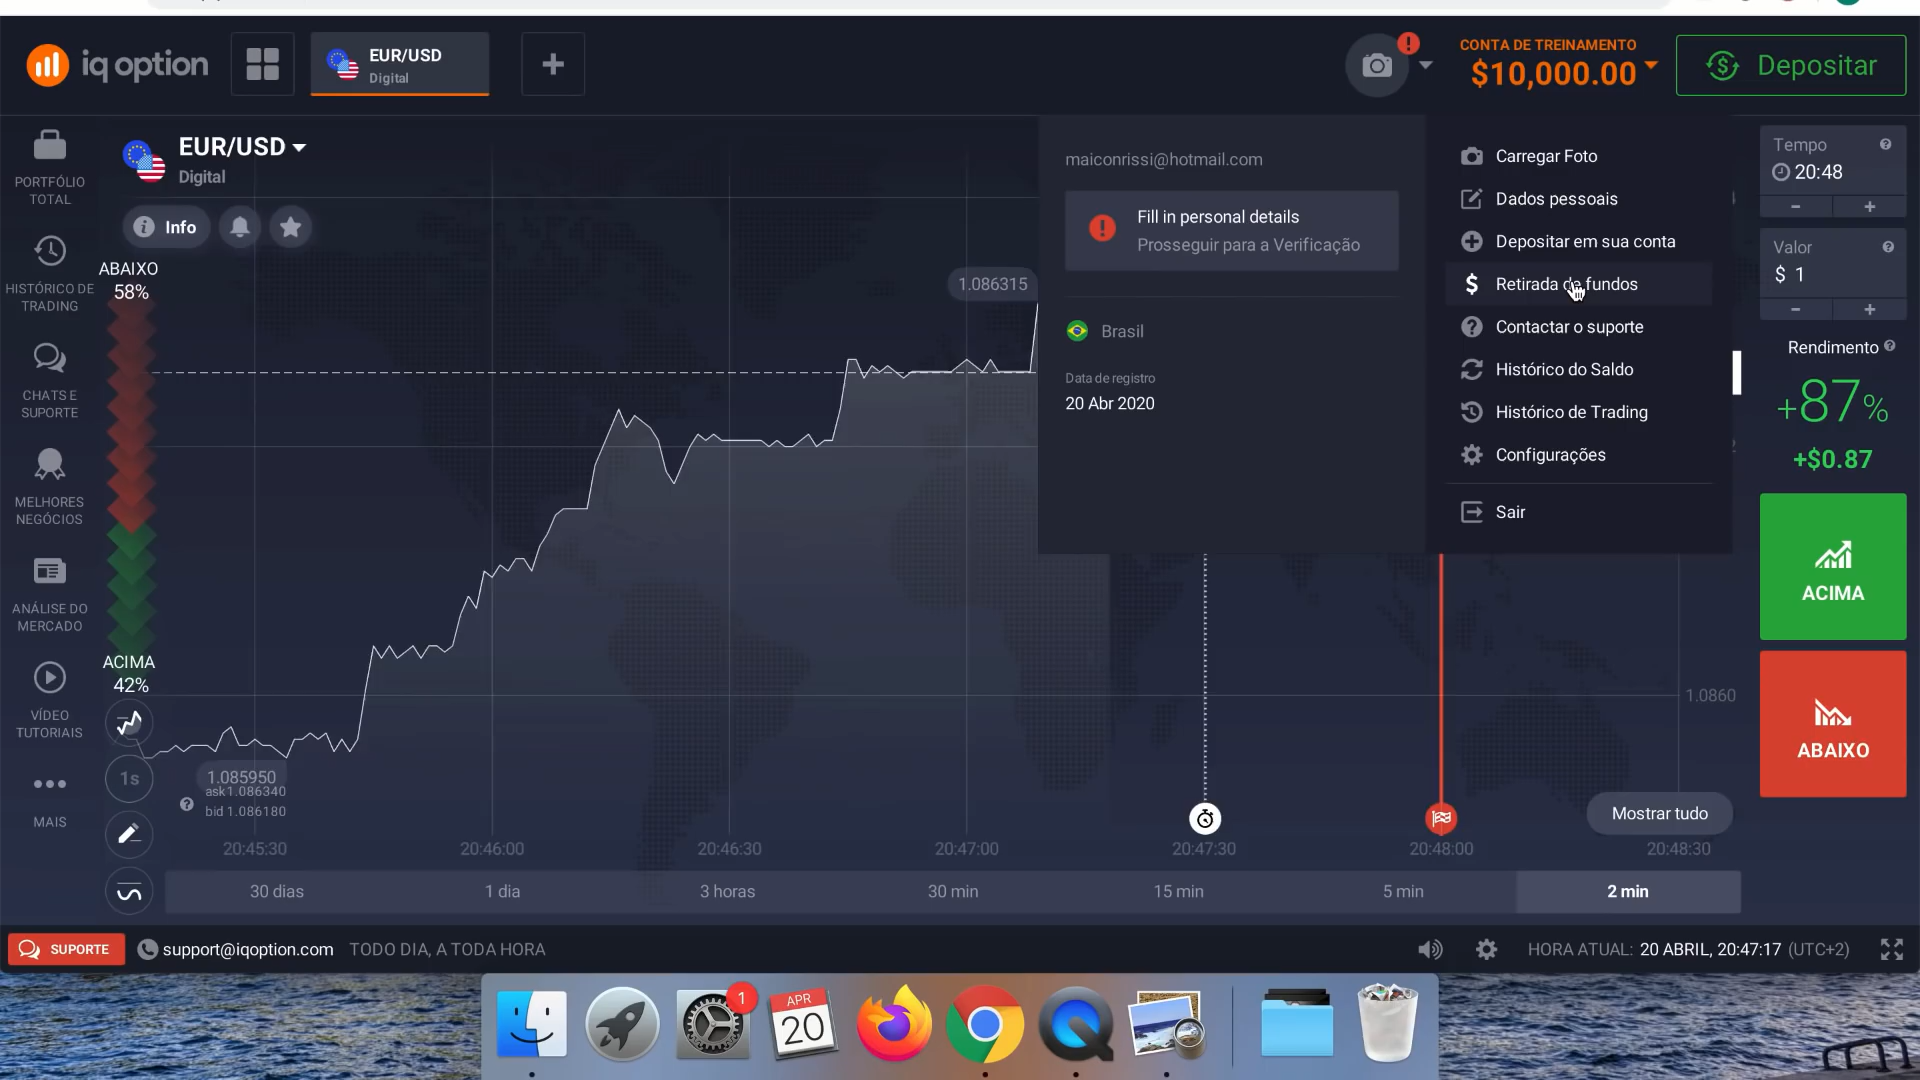 iq option
EUR/USD
Digital
CONTA DE TREINAMENTO
$10,000.00
Depositar
PORTFÓLIO
TOTAL
HISTÓRICO DE
TRADING
CHATS E
SUPORTE
MELHORES
NEGÓCIOS
ANÁLISE DO
MERCADO
VÍDEO
TUTORIAIS
MAIS
EUR/USD
Digital
Info
ABAIXO
58%
ACIMA
42%
1s
1.086315
1.085950
ask 1.086340
bid 1.086180
1.0860
maiconrissi@hotmail.com
Fill in personal details
Prosseguir para a Verificação
Brasil
Data de registro
20 Abr 2020
Carregar Foto
Dados pessoais
Depositar em sua conta
Retirada de fundos
Contactar o suporte
Histórico do Saldo
Histórico de Trading
Configurações
Sair
Tempo
20:48
Valor
$ 1
Rendimento
+87%
+$0.87
ACIMA
ABAIXO
Mostrar tudo
20:45:30 20:46:00 20:46:30 20:47:00 20:47:30 20:48:00 20:48:30
30 dias 1 dia 3 horas 30 min 15 min 5 min 2 min
SUPORTE support@iqoption.com TODO DIA, A TODA HORA
HORA ATUAL: 20 ABRIL, 20:47:17 (UTC+2)
1
APR
20